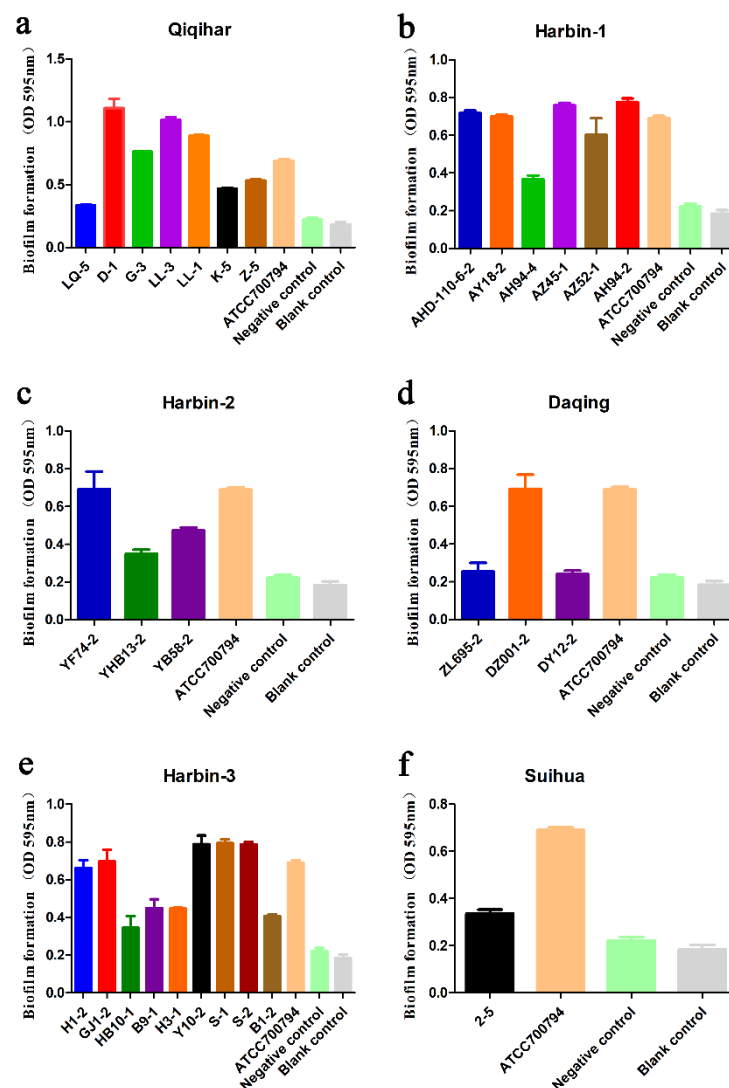 a
Qiqihar
Biofilm formation （OD 595nm）
1.5
1.0
0.5
0.0
LQ-5
D-1
G-3
LL-3
LL-1
K-5
Z-5
ATCC700794
Negative control
Blank control
b
Harbin-1
Biofilm formation （OD 595nm）
1.0
0.8
0.6
0.4
0.2
0.0
AHD-110-6-2
AY18-2
AH94-4
AZ45-1
AZ52-1
AH94-2
ATCC700794
Negative control
Blank control
c
Harbin-2
Biofilm formation （OD 595nm）
1.0
0.8
0.6
0.4
0.2
0.0
YF74-2
YHB13-2
YB58-2
ATCC700794
Negative control
Blank control
d
Daqing
Biofilm formation （OD 595nm）
1.0
0.8
0.6
0.4
0.2
0.0
ZL695-2
DZ001-2
DY12-2
ATCC700794
Negative control
Blank control
e
Harbin-3
Biofilm formation （OD 595nm）
1.0
0.8
0.6
0.4
0.2
0.0
H1-2
GJ1-2
HB10-1
B9-1
H3-1
Y10-2
S-1
S-2
B1-2
ATCC700794
Negative control
Blank control
f
Suihua
Biofilm formation （OD 595nm）
0.8
0.6
0.4
0.2
0.0
2-5
ATCC700794
Negative control
Blank control